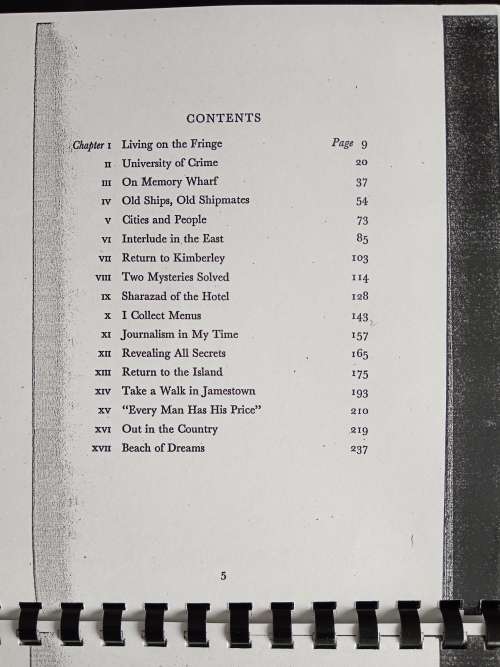 CONTENTS
Chapter I Living on the Fringe Page 9
II University of Crime 20
III On Memory Wharf 37
IV Old Ships, Old Shipmates 54
V Cities and People 73
VI Interlude in the East 85
VII Return to Kimberley 103
VIII Two Mysteries Solved 114
IX Sharazad of the Hotel 128
X I Collect Menus 143
XI Journalism in My Time 157
XII Revealing All Secrets 165
XIII Return to the Island 175
XIV Take a Walk in Jamestown 193
XV "Every Man Has His Price" 210
XVI Out in the Country 219
XVII Beach of Dreams 237
5